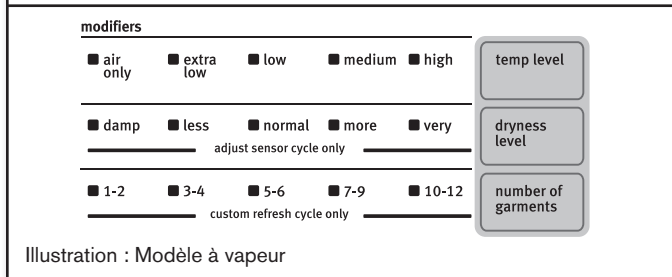 modifiers
air only
extra low
low
medium
high
temp level
damp
less
normal
more
very
dryness level
adjust sensor cycle only
1-2
3-4
5-6
7-9
10-12
number of garments
custom refresh cycle only
Illustration : Modèle à vapeur